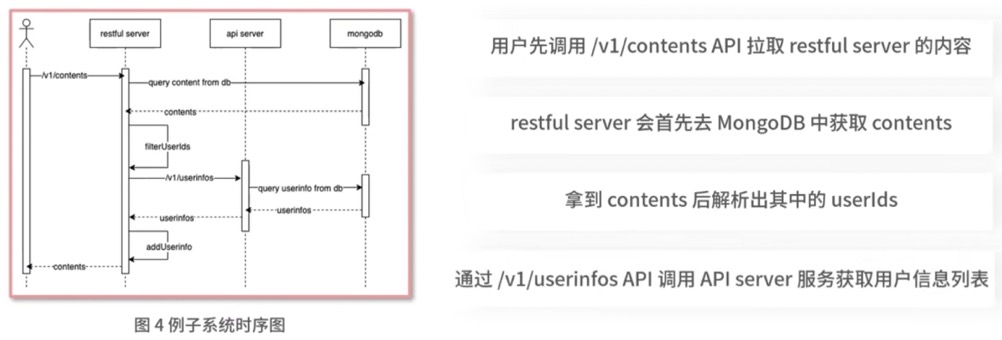 restful server
api server
mongodb
/v1/contents
query content from db
contents
filterUserIds
/v1/userinfos
query userinfo from db
userinfos
userinfos
addUserinfo
contents
图 4 例子系统时序图
用户先调用 /v1/contents API 拉取 restful server 的内容
restful server 会首先去 MongoDB 中获取 contents
拿到 contents 后解析出其中的 userIds
通过 /v1/userinfos API 调用 API server 服务获取用户信息列表